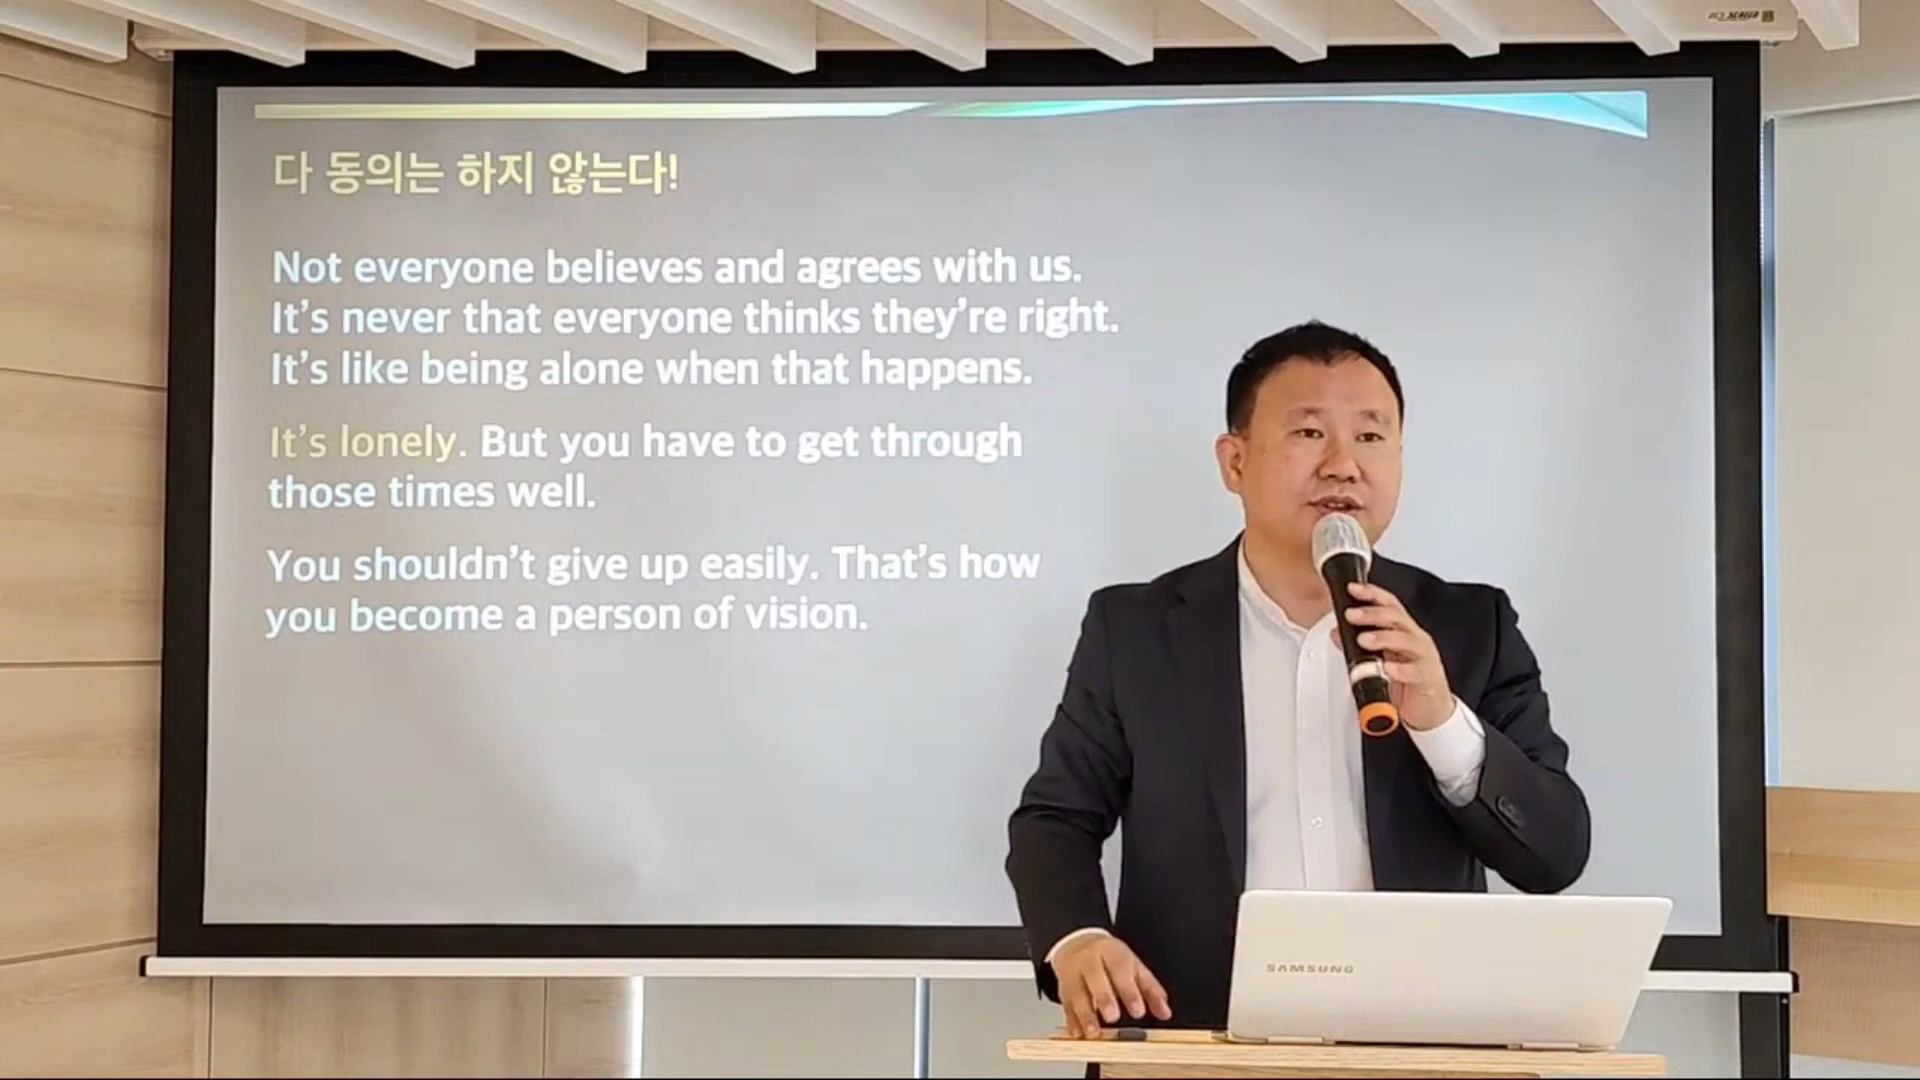 다 동의는 하지 않는다!
Not everyone believes and agrees with us.
It's never that everyone thinks they're right.
It's like being alone when that happens.
It's lonely. But you have to get through
those times well.
You shouldn't give up easily. That's how
you become a person of vision.
SAMSUNG